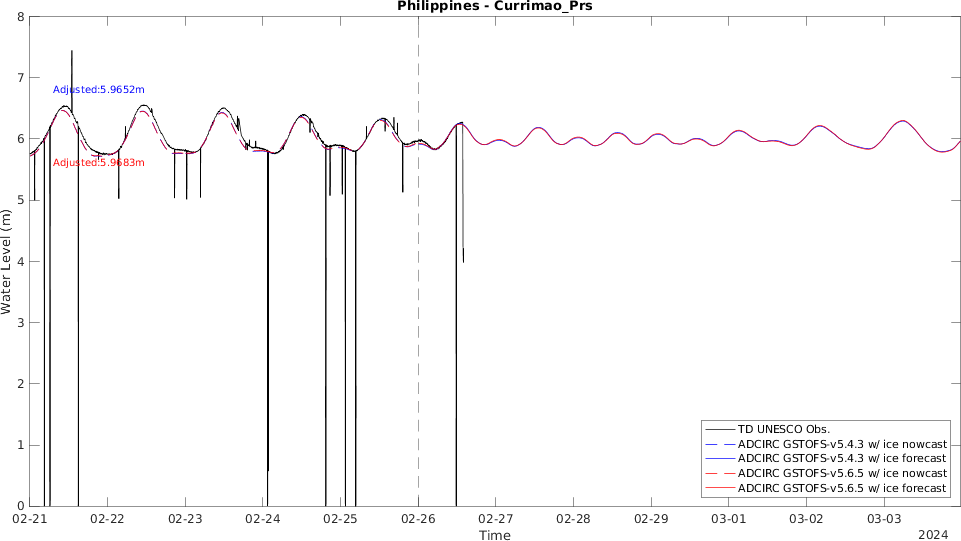 Philippines - Currimao_Prs
8
7
6
5
4
3
2
1
0
Water Level (m)
Adjusted:5.9652m
Adjusted:5.9683m
TD UNESCO Obs.
ADCIRC GSTOFS-v5.4.3 w/ ice nowcast
ADCIRC GSTOFS-v5.4.3 w/ ice forecast
ADCIRC GSTOFS-v5.6.5 w/ ice nowcast
ADCIRC GSTOFS-v5.6.5 w/ ice forecast
02-21 02-22 02-23 02-24 02-25 02-26 02-27 02-28 02-29 03-01 03-02 03-03
Time
2024